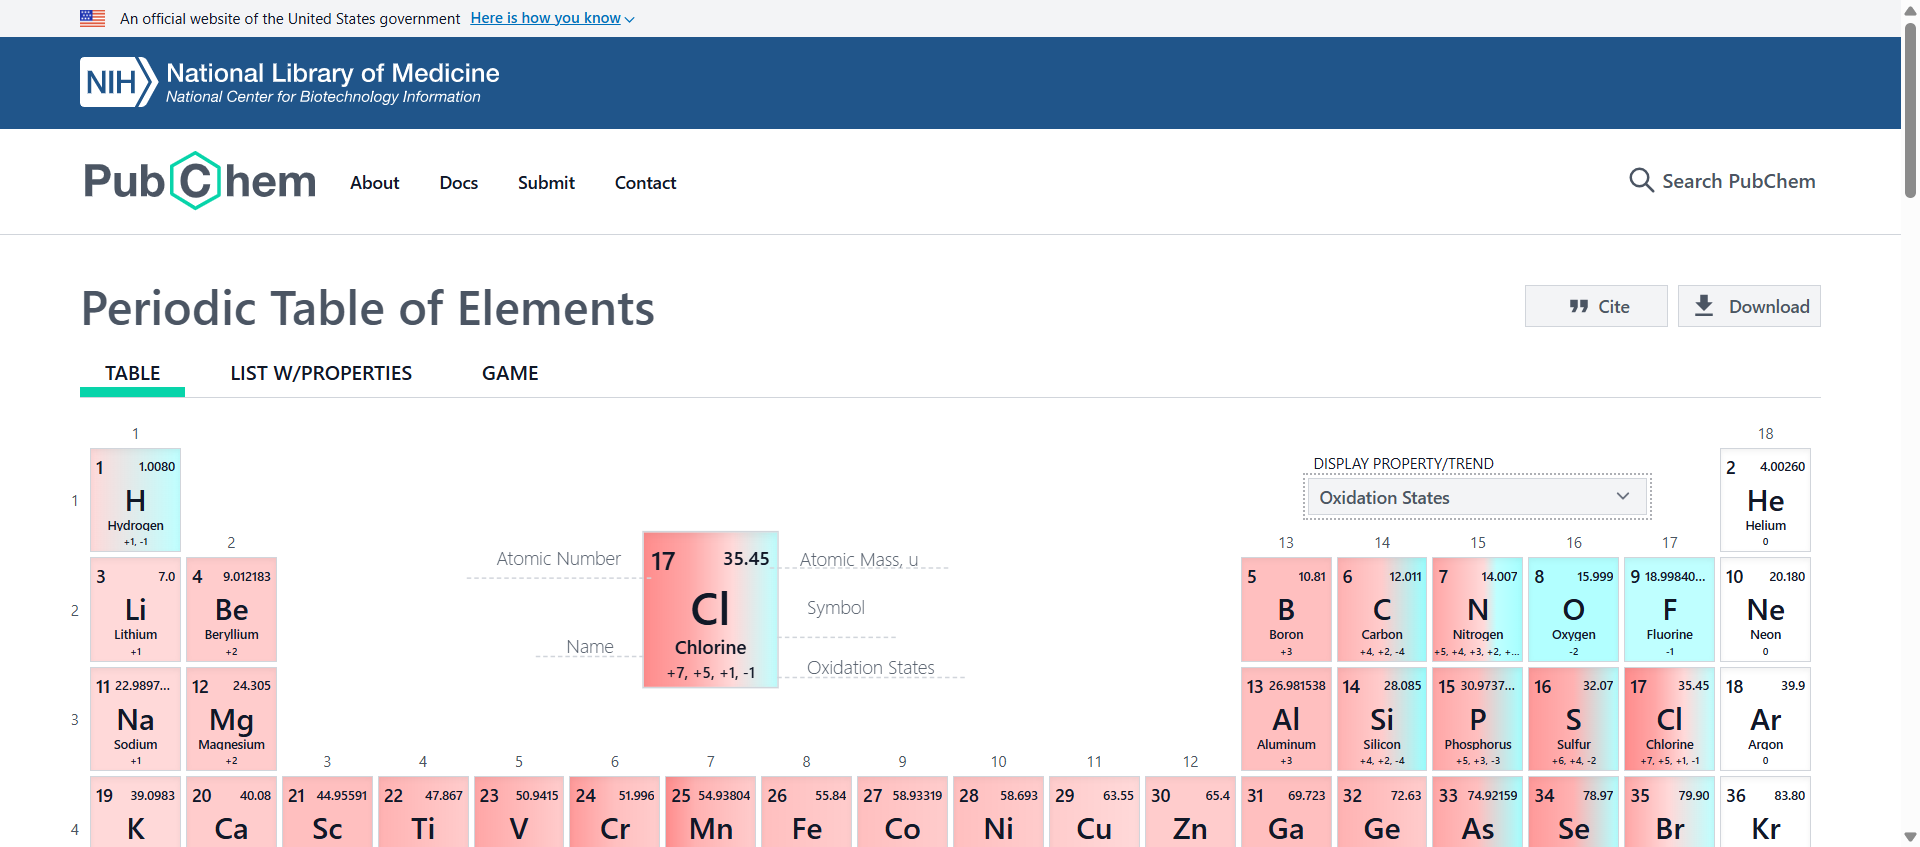 An official website of the United States government Here is how you know
NIH National Library of Medicine
National Center for Biotechnology Information
PubChem About Docs Submit Contact Search PubChem
Periodic Table of Elements Cite Download
TABLE LIST W/PROPERTIES GAME
1 18
1 1.0080 2 4.00260
DISPLAY PROPERTY/TREND
Oxidation States
1 H He
Hydrogen Helium
+1, -1 0
2 13 14 15 16 17
Atomic Number 17 35.45 Atomic Mass, u
Cl Symbol
Name Chlorine
+7, +5, +1, -1 Oxidation States
3 7.0 4 9.012183 5 10.81 6 12.011 7 14.007 8 15.999 9 18.99840... 10 20.180
2 Li Be B C N O F Ne
Lithium Beryllium Boron Carbon Nitrogen Oxygen Fluorine Neon
+1 +2 +3 +4, +2, -4 +5, +4, +3, +2, +... -2 -1 0
11 22.9897... 12 24.305 13 26.981538 14 28.085 15 30.9737... 16 32.07 17 35.45 18 39.9
3 Na Mg Al Si P S Cl Ar
Sodium Magnesium Aluminum Silicon Phosphorus Sulfur Chlorine Argon
+1 +2 +3 +4, +2, -4 +5, +3, -3 +6, +4, -2 +7, +5, +1, -1 0
3 4 5 6 7 8 9 10 11 12
19 39.0983 20 40.08 21 44.95591 22 47.867 23 50.9415 24 51.996 25 54.93804 26 55.84 27 58.93319 28 58.693 29 63.55 30 65.4 31 69.723 32 72.63 33 74.92159 34 78.97 35 79.90 36 83.80
4 K Ca Sc Ti V Cr Mn Fe Co Ni Cu Zn Ga Ge As Se Br Kr